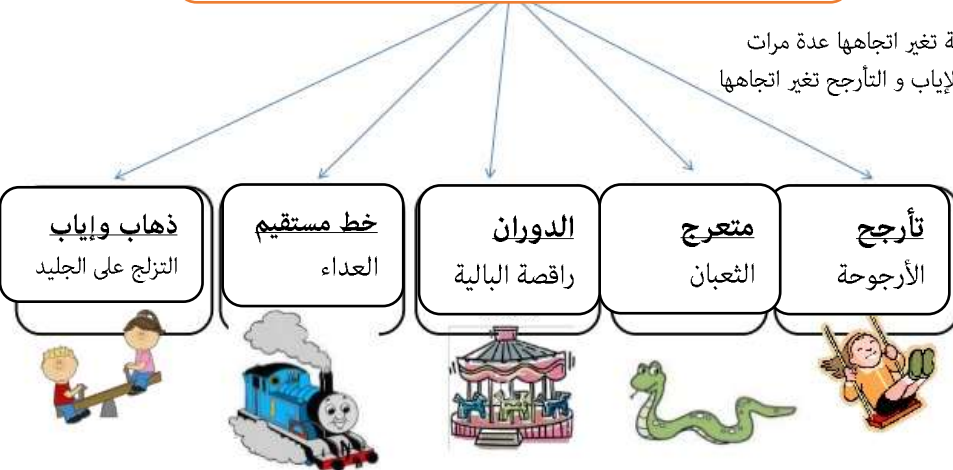 ة تغير اتجاهها عدة مرات
لإياب و التأرجح تغير اتجاهها
تأرجح
الأرجوحة
متعرج
الثعبان
الدوران
راقصة البالية
خط مستقيم
العداء
ذهاب وإياب
التزلج على الجليد